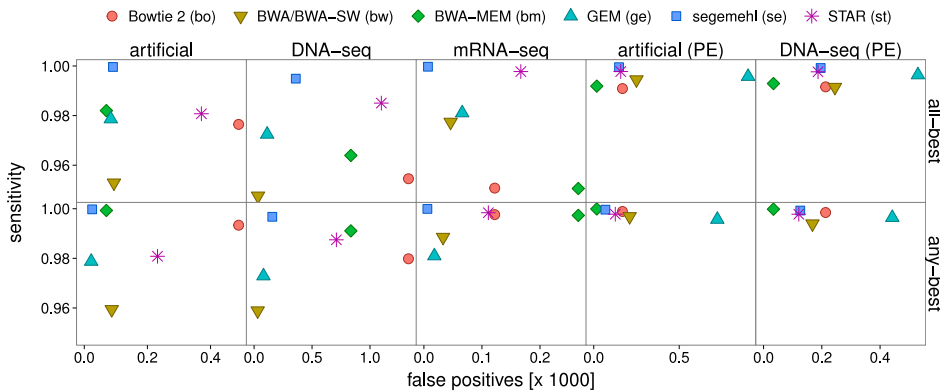 Bowtie 2 (bo) BWA/BWA−SW (bw) BWA−MEM (bm) GEM (ge) segemehl (se) STAR (st)
artificial DNA−seq mRNA−seq artificial (PE) DNA−seq (PE)
1.00
0.98
0.96
all−best
sensitivity
1.00
0.98
0.96
any−best
0.0 0.2 0.4 0.0 0.5 1.0 0.0 0.1 0.2 0.0 0.5 0.0 0.2 0.4
false positives [x 1000]